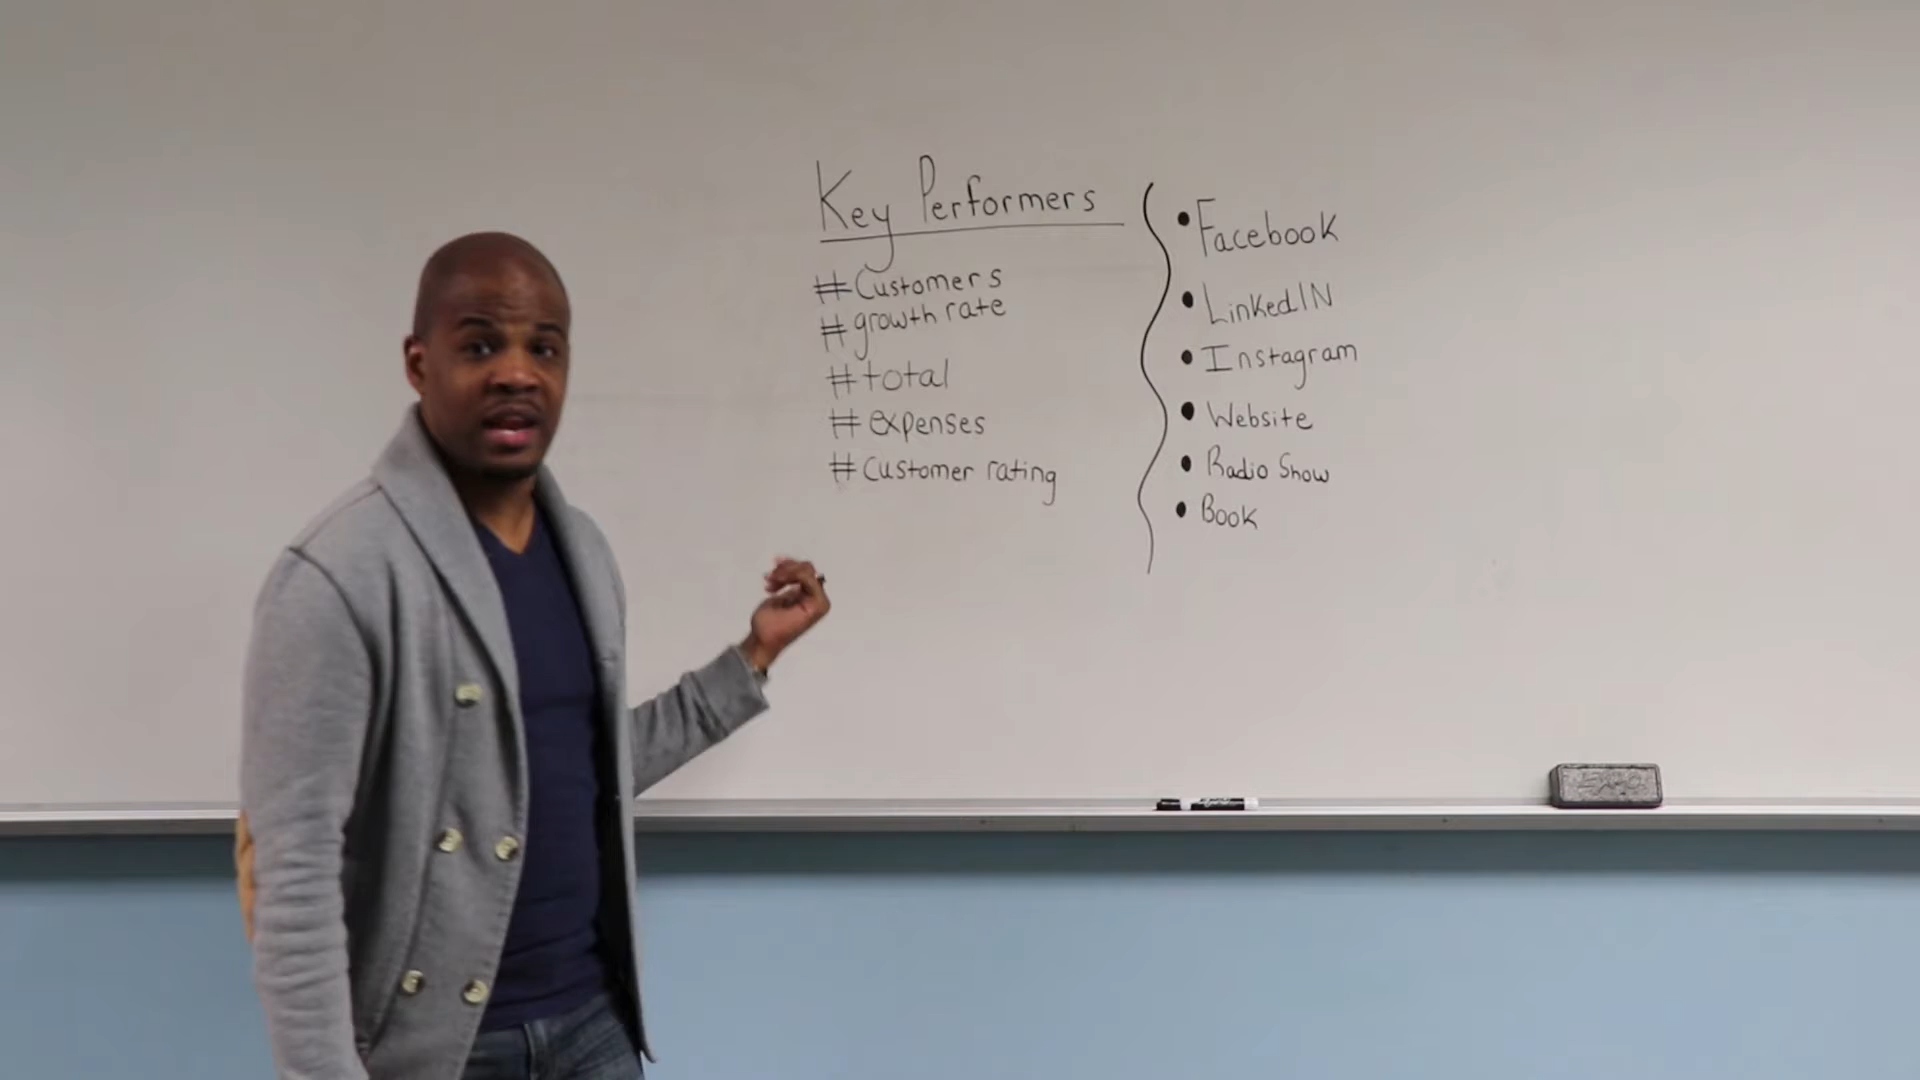 Key Performers
#Customers
#growth rate
#total
#expenses
#Customer rating
• Facebook
• LinkedIN
• Instagram
• Website
• Radio Show
• Book